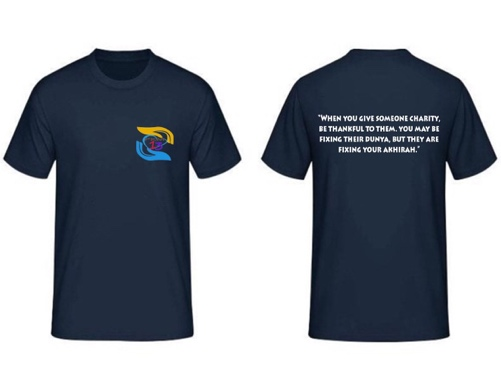 "WHEN YOU GIVE SOMEONE CHARITY,
BE THANKFUL TO THEM. YOU MAY BE
FIXING THEIR DUNYA, BUT THEY ARE
FIXING YOUR AKHIRAH."